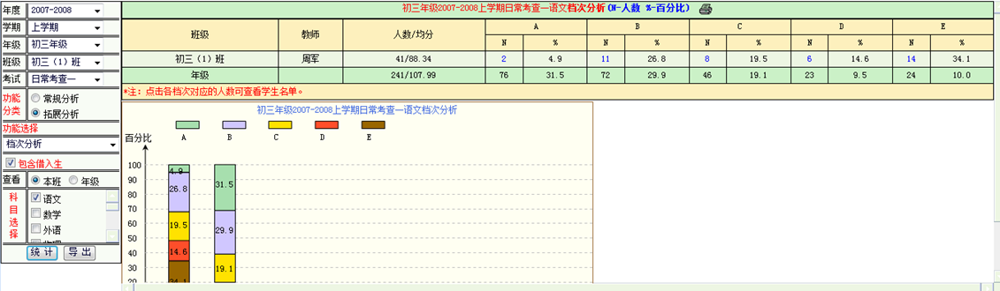 年度 2007-2008
学期 上学期
年级 初三年级
班级 初三（1）班
考试 日常考查一
功能分类 常规分析 拓展分析
功能选择
档次分析
包含借入生
查看 本班 年级
科目选择 语文
数学
外语
统 计 导 出
初三年级2007-2008上学期日常考查一语文档次分析(N-人数 %-百分比)
班级 教师 人数/均分 A B C D E
N % N % N % N % N %
初三（1）班 周军 41/88.34 2 4.9 11 26.8 8 19.5 6 14.6 14 34.1
年级 241/107.99 76 31.5 72 29.9 46 19.1 23 9.5 24 10.0
*注: 点击各档次对应的人数可查看学生名单。
初三年级2007-2008上学期日常考查一语文档次分析
A B C D E
百分比
100
90
80
70
60
50
40
30
20
4.9
26.8
19.5
14.6
34.1
31.5
29.9
19.1